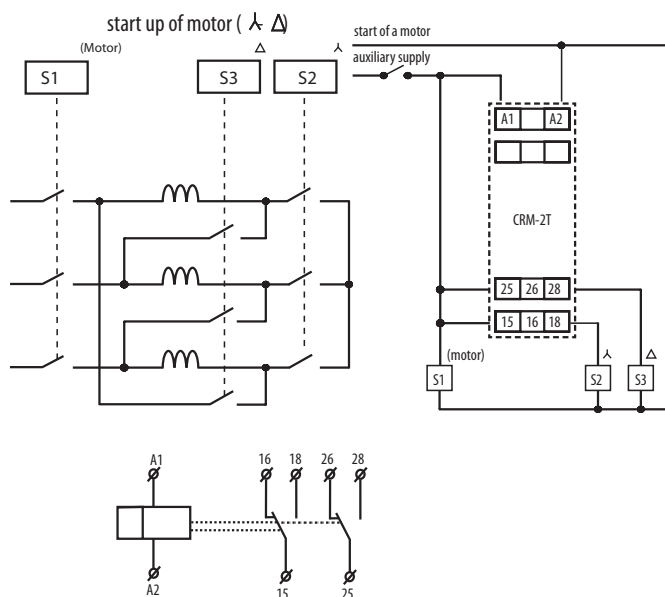 start up of motor ( ⅄ Δ)
(Motor)
S1
Δ
S3
⅄
S2
start of a motor
auxiliary supply
A1 A2
CRM-2T
25 26 28
15 16 18
(motor)
S1
⅄
S2
Δ
S3
A1
A2
16 18 26 28
15 25